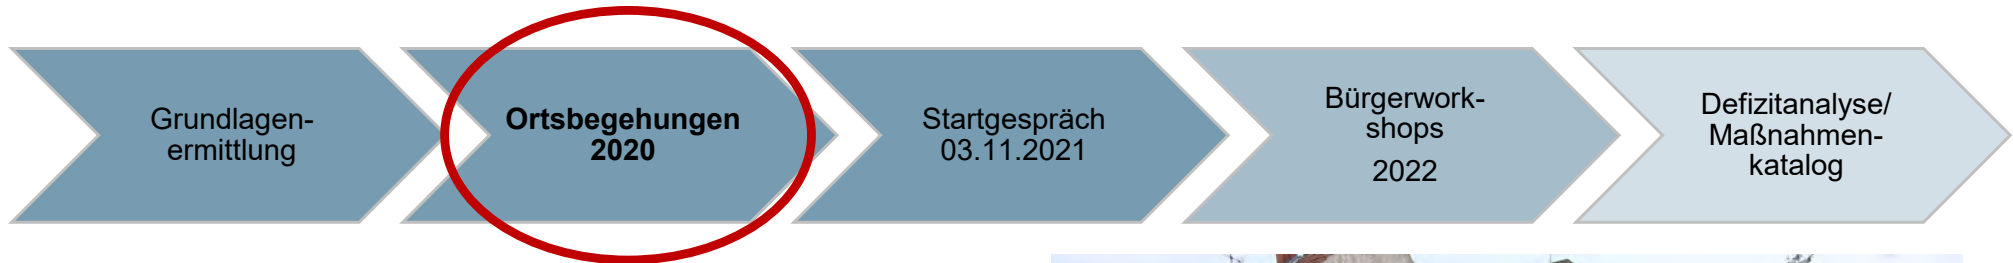 Grundlagen-
ermittlung
Ortsbegehungen
2020
Startgespräch
03.11.2021
Bürgerwork-
shops
2022
Defizitanalyse/
Maßnahmen-
katalog